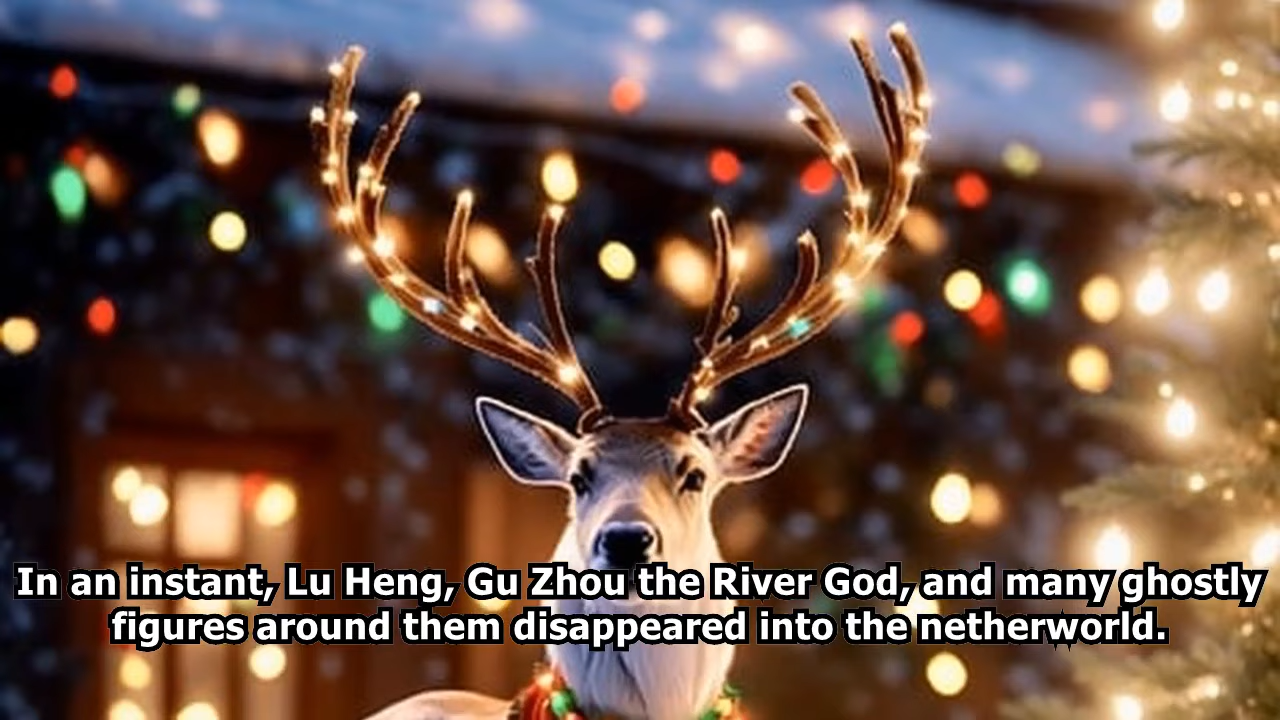 In an instant, Lu Heng, Gu Zhou the River God, and many ghostly
figures around them disappeared into the netherworld.